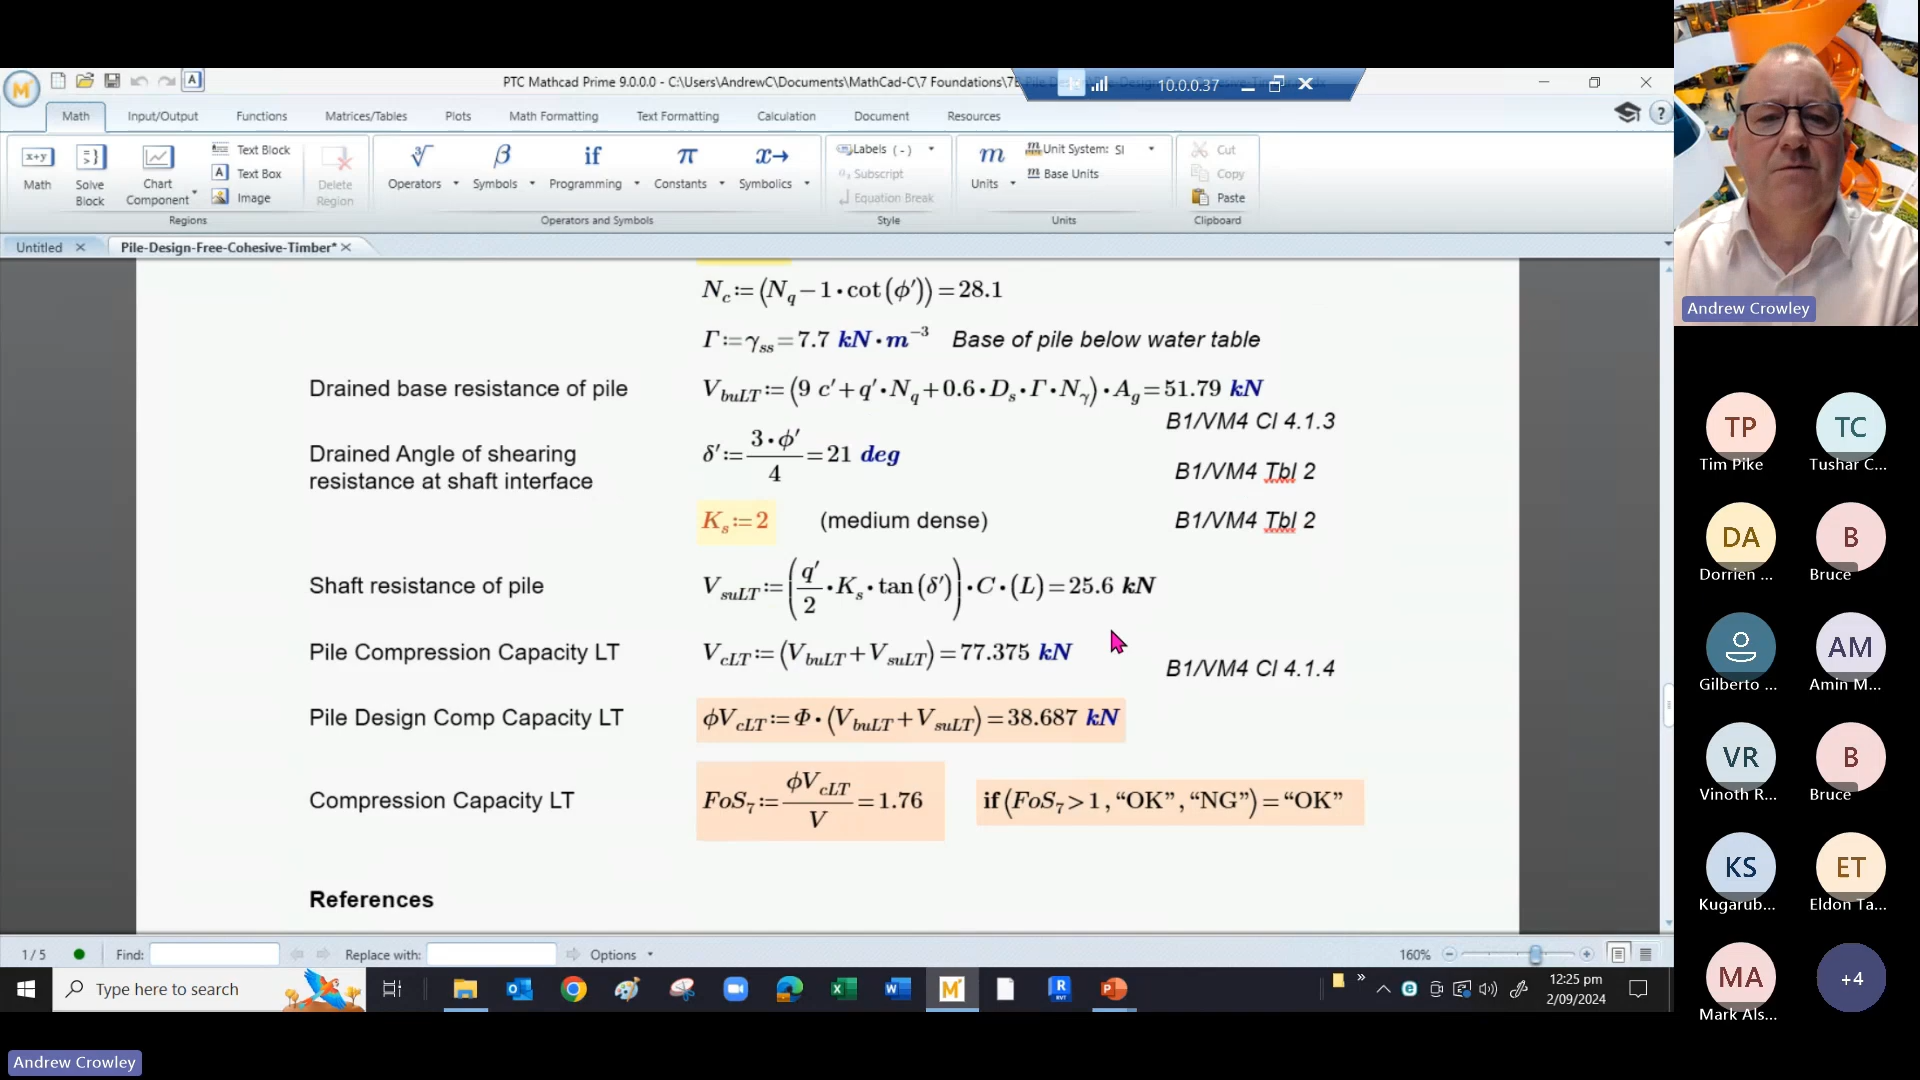 PTC Mathcad Prime 9.0.0.0 - C:\Users\AndrewC\Documents\MathCad-C\7 Foundations\7
10.0.0.37
Math Input/Output Functions Matrices/Tables Plots Math Formatting Text Formatting Calculation Document Resources
Math
Solve Block
Chart Component
Text Block
Text Box
Image
Delete Region
Regions
Operators
Symbols
if
Programming
Constants
Symbolics
Operators and Symbols
Labels ( - )
Subscript
Equation Break
Style
Units
Unit System: SI
Base Units
Units
Cut
Copy
Paste
Clipboard
Untitled
Pile-Design-Free-Cohesive-Timber*
N_c:=(N_q−1·cot(ϕ′))=28.1
Γ:=γ_ss=7.7 kN·m⁻³ Base of pile below water table
Drained base resistance of pile V_buLT:=(9 c′+q′·N_q+0.6·D_s·Γ·N_γ)·A_g=51.79 kN
B1/VM4 Cl 4.1.3
Drained Angle of shearing
resistance at shaft interface
δ′:=3·ϕ′/4=21 deg
B1/VM4 Tbl 2
K_s:=2 (medium dense) B1/VM4 Tbl 2
Shaft resistance of pile V_suLT:=(q′/2·K_s·tan(δ′))·C·(L)=25.6 kN
Pile Compression Capacity LT V_cLT:=(V_buLT+V_suLT)=77.375 kN
B1/VM4 Cl 4.1.4
Pile Design Comp Capacity LT ϕV_cLT:=Φ·(V_buLT+V_suLT)=38.687 kN
Compression Capacity LT FoS_7:=ϕV_cLT/V=1.76 if(FoS_7>1,“OK”,“NG”)=“OK”
References
1 / 5 Find: Replace with: Options 160%
Type here to search
12:25 pm
2/09/2024
Andrew Crowley
Andrew Crowley
TP TC
Tim Pike Tushar C...
DA B
Dorrien ... Bruce
AM
Gilberto ... Amin M...
VR B
Vinoth R... Bruce
KS ET
Kugarub... Eldon Ta...
MA +4
Mark Als...